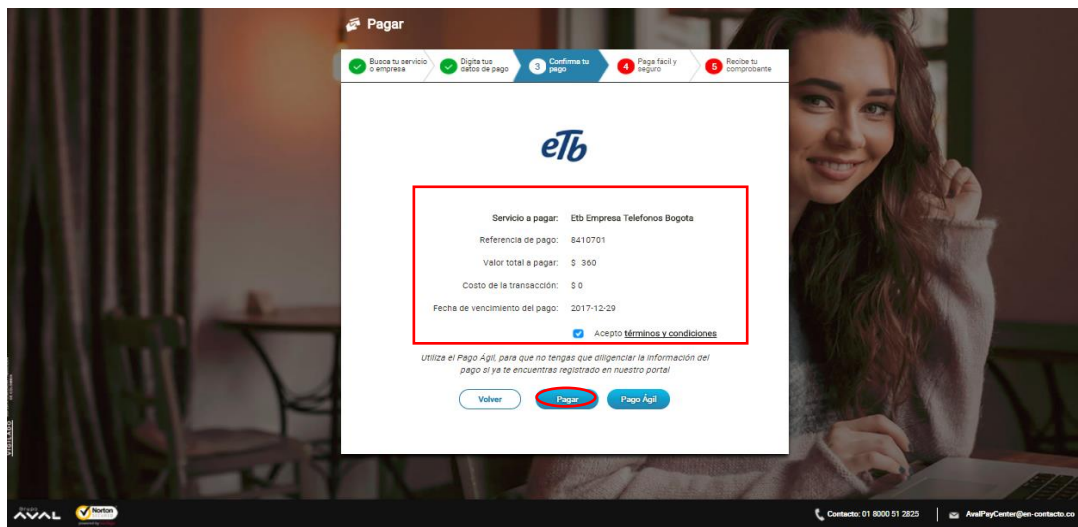 Pagar
Busca tu servicio
o empresa
Digita tus
datos de pago
3 Confirma tu
pago
4 Paga fácil y
seguro
5 Recibe tu
comprobante
eTb
Servicio a pagar: Etb Empresa Telefonos Bogota
Referencia de pago: 8410701
Valor total a pagar: $ 360
Costo de la transacción: $ 0
Fecha de vencimiento del pago: 2017-12-29
Acepto términos y condiciones
Utiliza el Pago Ágil, para que no tengas que diligenciar la información del
pago si ya te encuentras registrado en nuestro portal
Volver Pagar Pago Ágil
VIGILADO
AVAL
Norton
Contacto: 01 8000 51 2825
AvalPayCenter@en-contacto.co